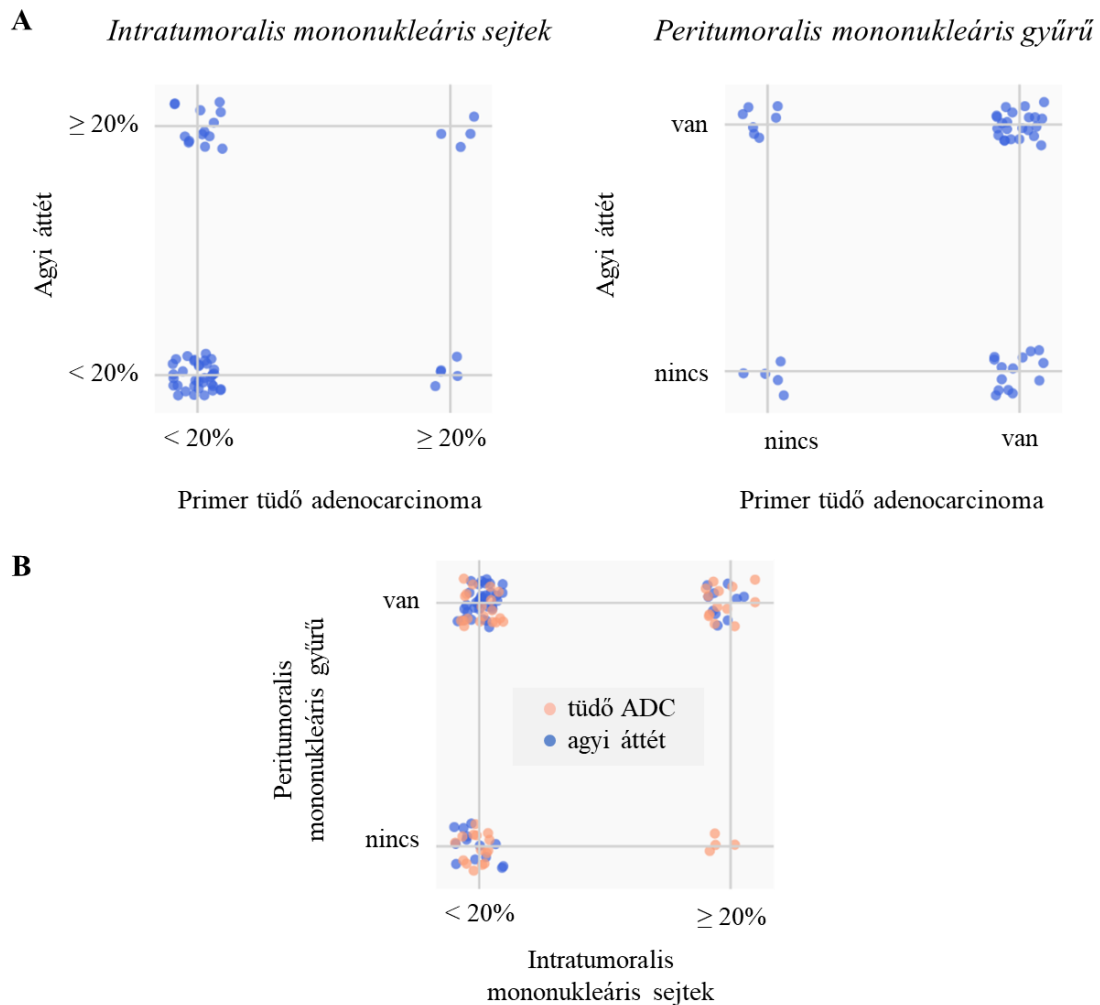 A
Intratumoralis mononukleáris sejtek
Peritumoralis mononukleáris gyűrű
≥ 20%
Agyi áttét
< 20%
< 20%
≥ 20%
Primer tüdő adenocarcinoma
van
Agyi áttét
nincs
nincs
van
Primer tüdő adenocarcinoma
B
van
Peritumoralis
mononukleáris gyűrű
nincs
tüdő ADC
agyi áttét
< 20%
≥ 20%
Intratumoralis
mononukleáris sejtek